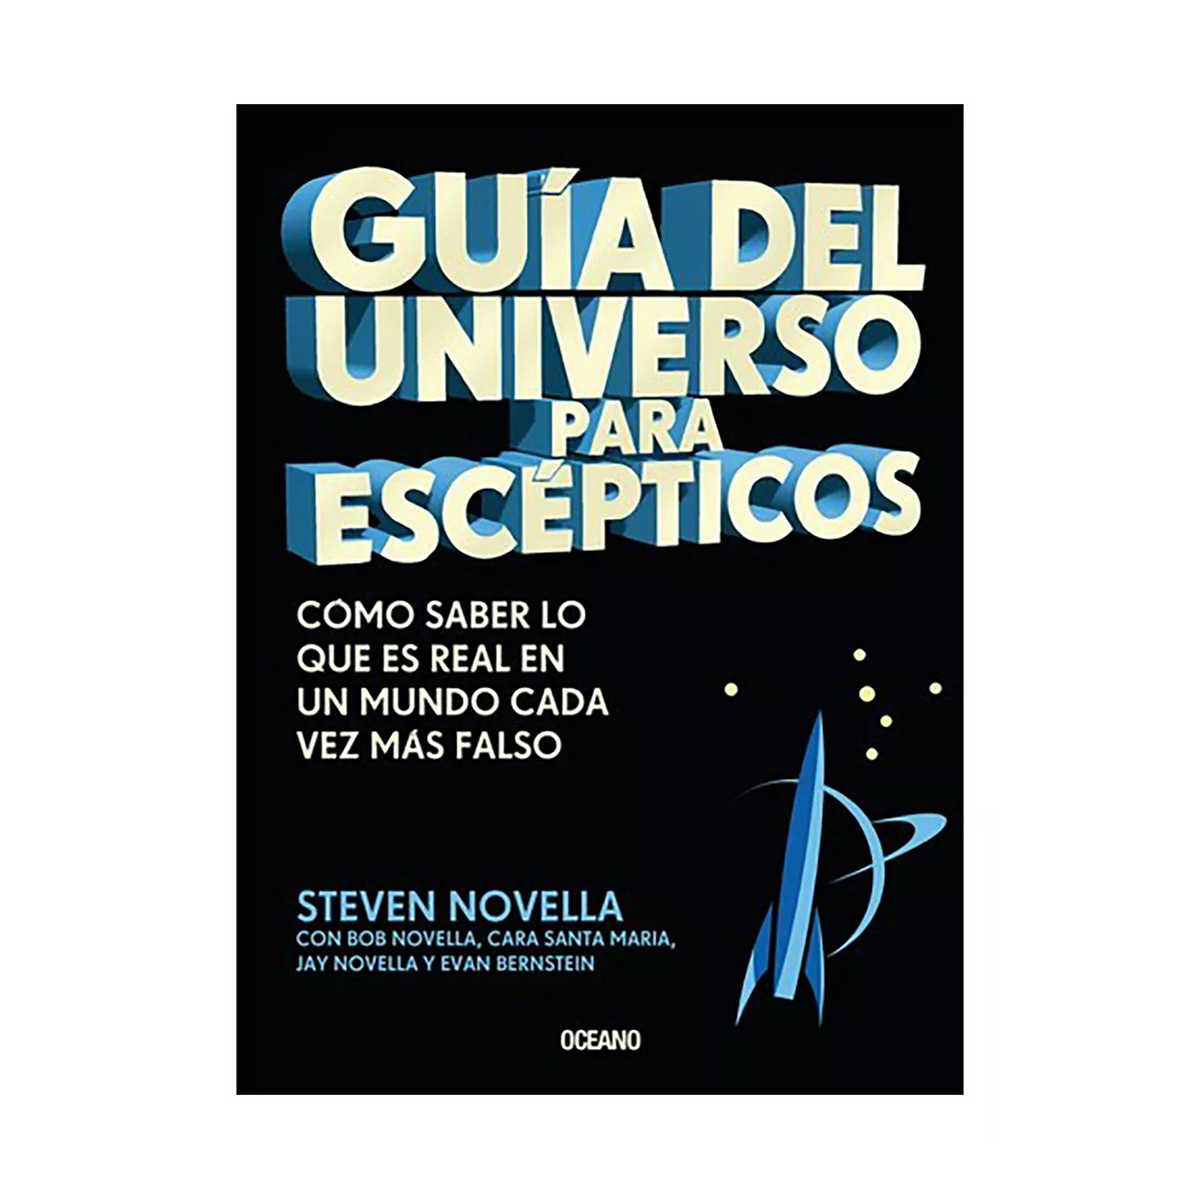 GUÍA DEL
UNIVERSO
PARA
ESCÉPTICOS
CÓMO SABER LO
QUE ES REAL EN
UN MUNDO CADA
VEZ MÁS FALSO
STEVEN NOVELLA
CON BOB NOVELLA, CARA SANTA MARIA,
JAY NOVELLA Y EVAN BERNSTEIN
OCEANO